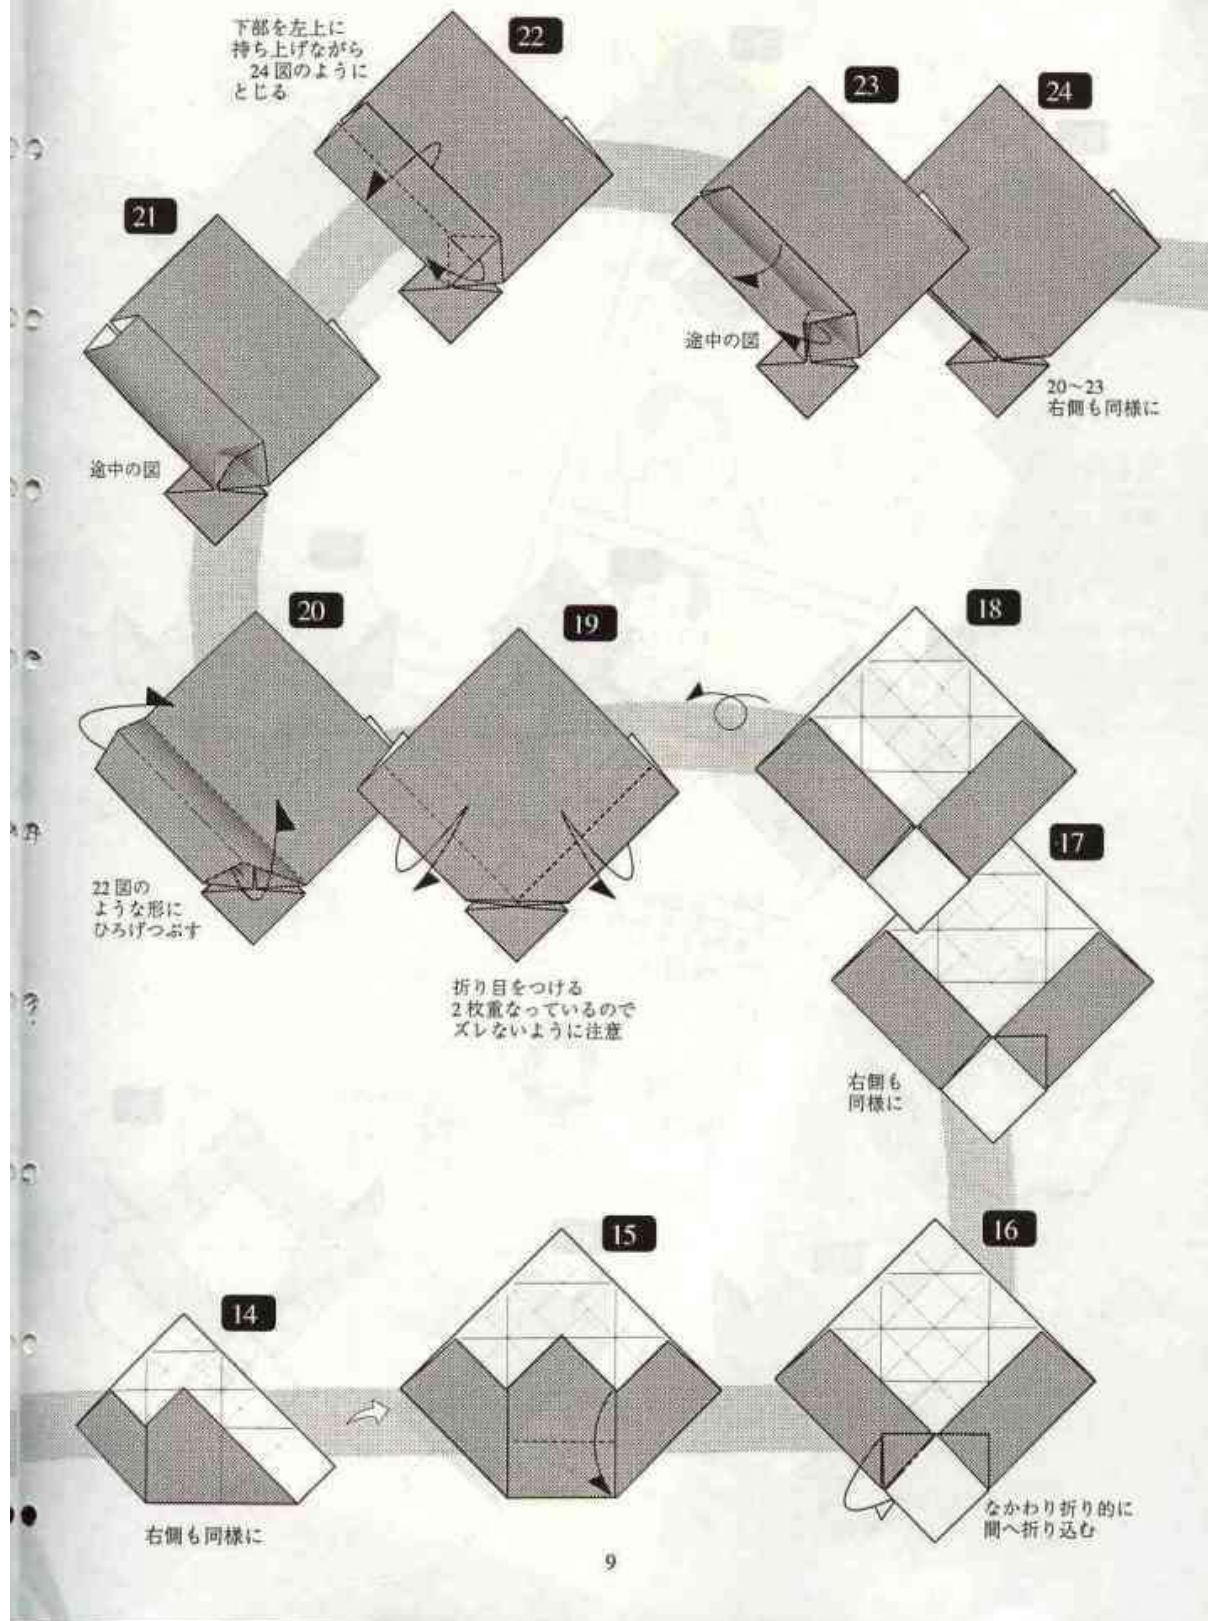 下部を左上に
持ち上げながら
24 図のように
とじる
22
23
24
21
途中の図
途中の図
20〜23
右側も同様に
20
19
18
17
22 図の
ような形に
ひろげつぶす
折り目をつける
2 枚重なっているので
ズレないように注意
右側も
同様に
14
15
16
右側も同様に
なかわり折り的に
間へ折り込む
9